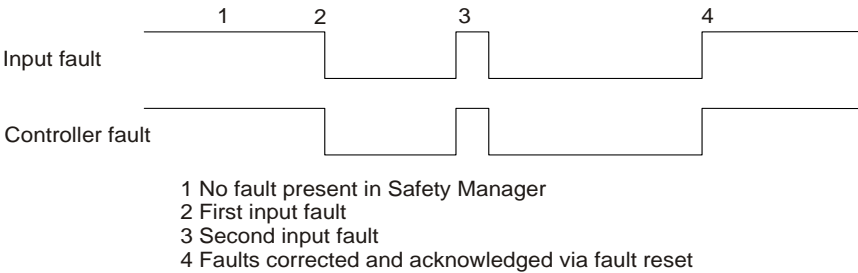 1 2 3 4
Input fault
Controller fault
1 No fault present in Safety Manager
2 First input fault
3 Second input fault
4 Faults corrected and acknowledged via fault reset